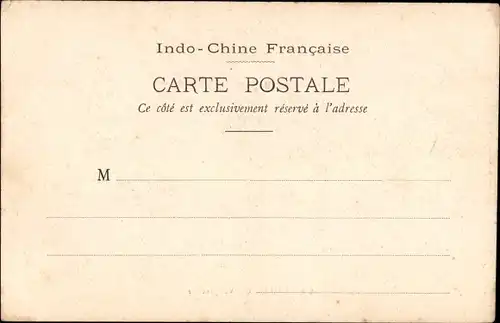 Indo-Chine Française
CARTE POSTALE
Ce côté est exclusivement réservé à l'adresse
M